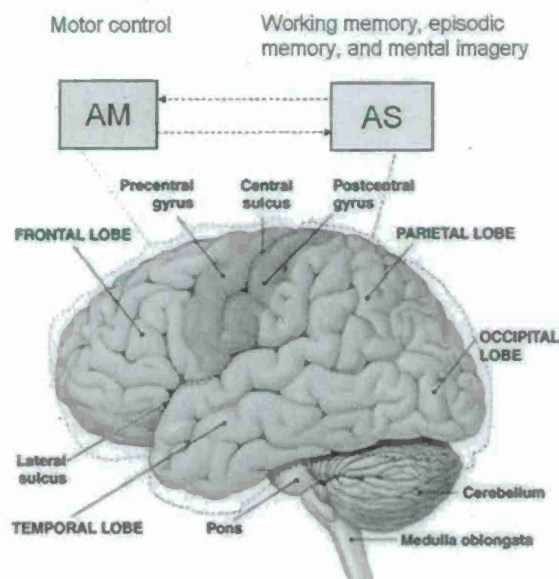 Motor control
Working memory, episodic
memory, and mental imagery
AM
AS
Precentral
gyrus
Central
sulcus
Postcentral
gyrus
FRONTAL LOBE
PARIETAL LOBE
OCCIPITAL
LOBE
Lateral
sulcus
TEMPORAL LOBE
Pons
Cerebellum
Medulla oblongata